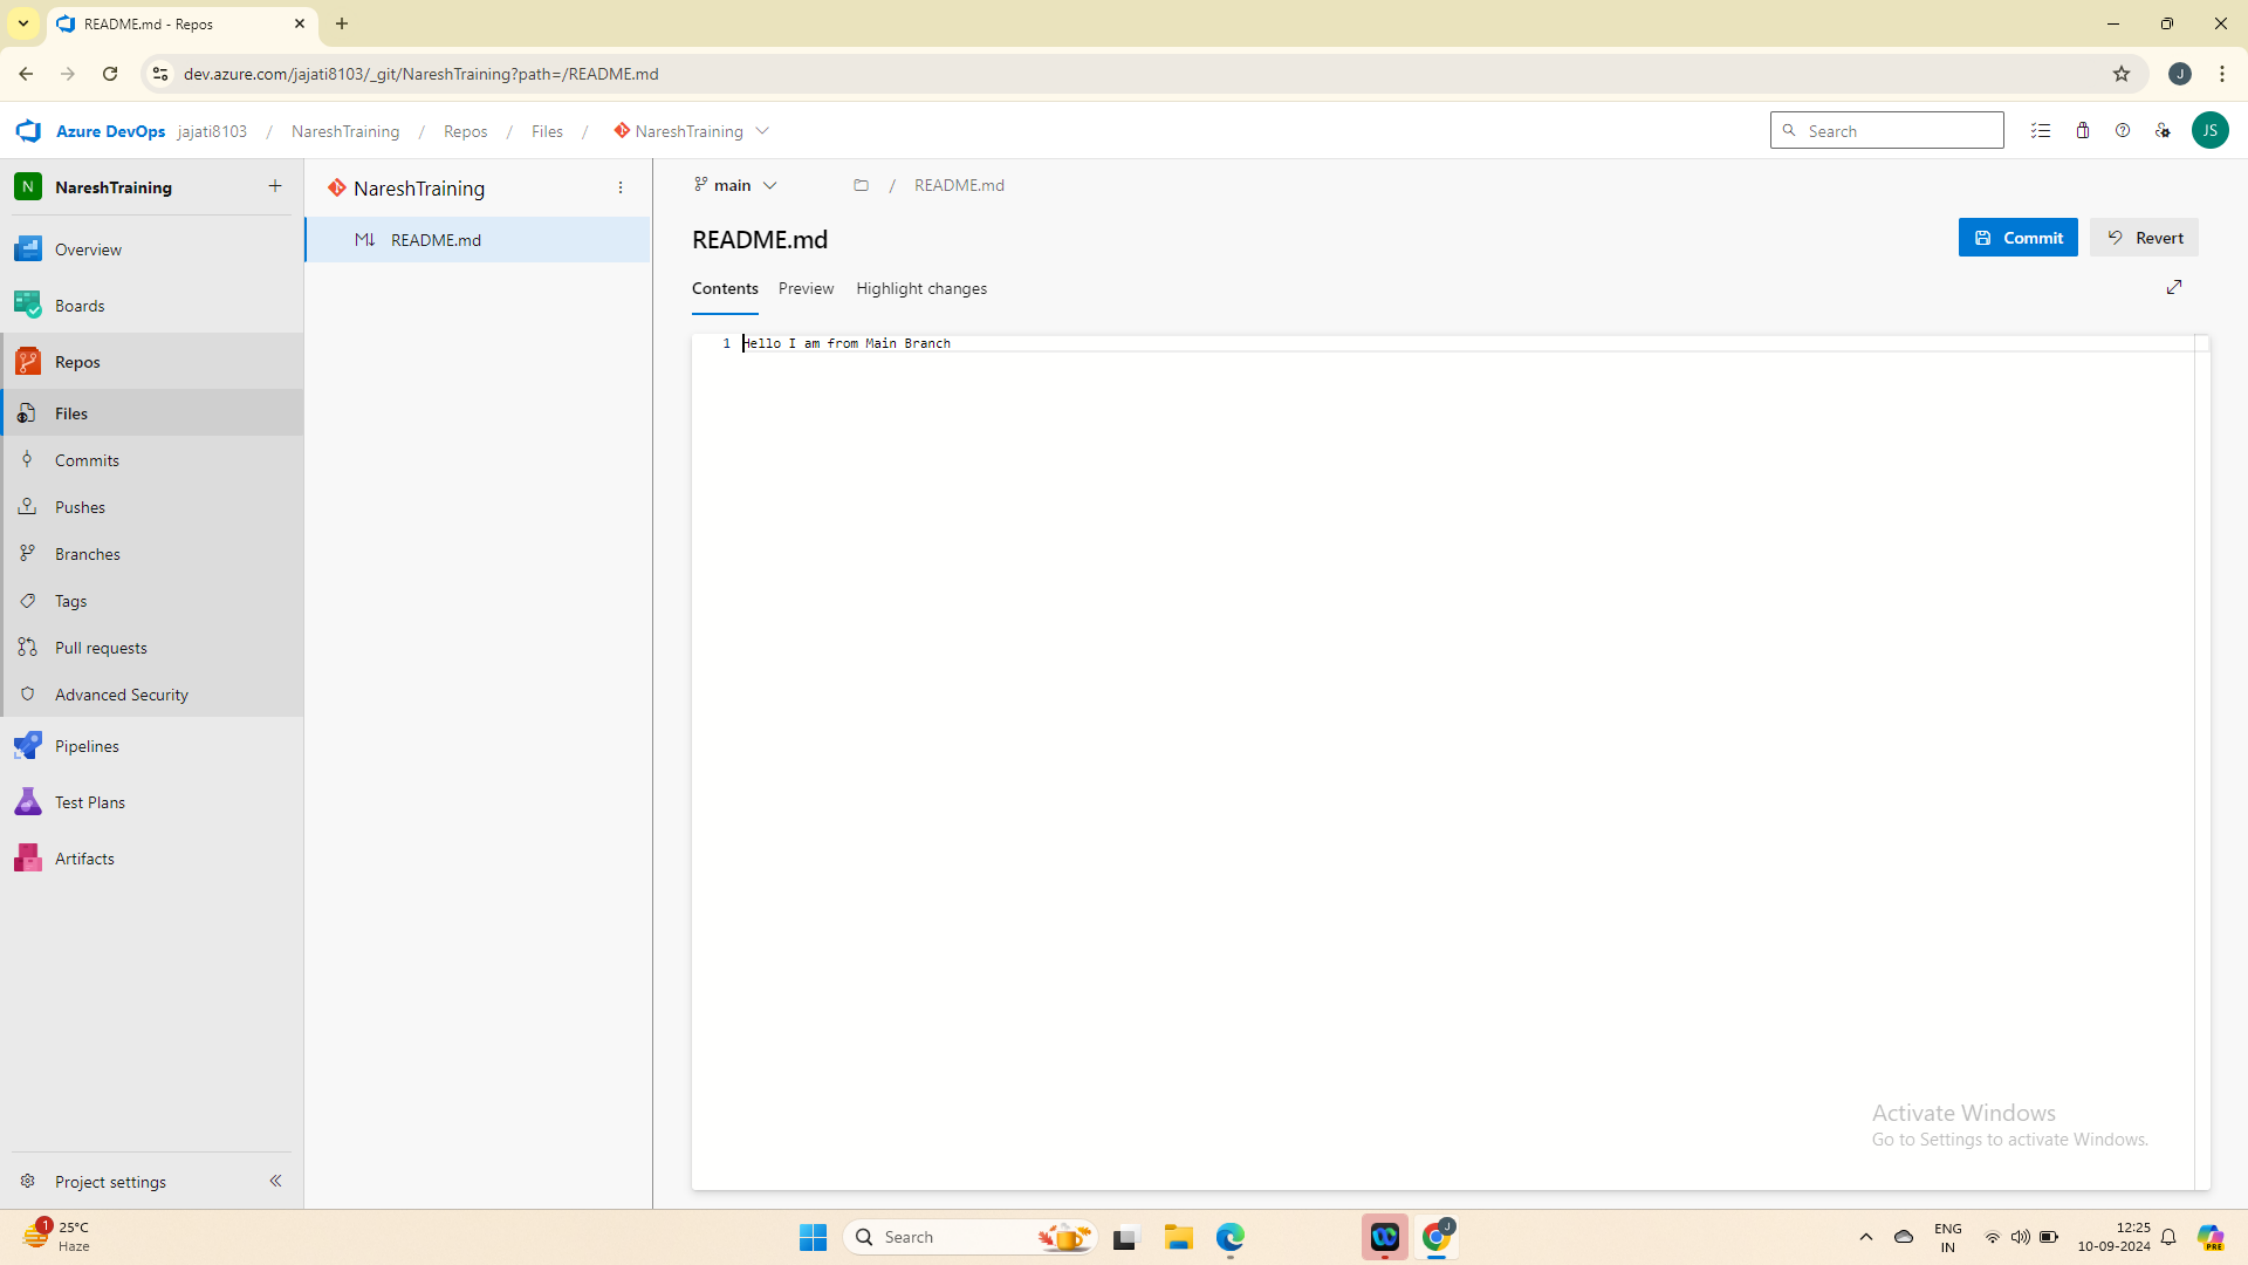 README.md - Repos
dev.azure.com/jajati8103/_git/NareshTraining?path=/README.md
J
Azure DevOps jajati8103 / NareshTraining / Repos / Files / NareshTraining
Search
JS
N NareshTraining
Overview
Boards
Repos
Files
Commits
Pushes
Branches
Tags
Pull requests
Advanced Security
Pipelines
Test Plans
Artifacts
Project settings
NareshTraining
M↓ README.md
main / README.md
README.md
Commit Revert
Contents Preview Highlight changes
1 Hello I am from Main Branch
Activate Windows
Go to Settings to activate Windows.
1 25°C
Haze
Search
J
ENG
IN
12:25
10-09-2024
PRE